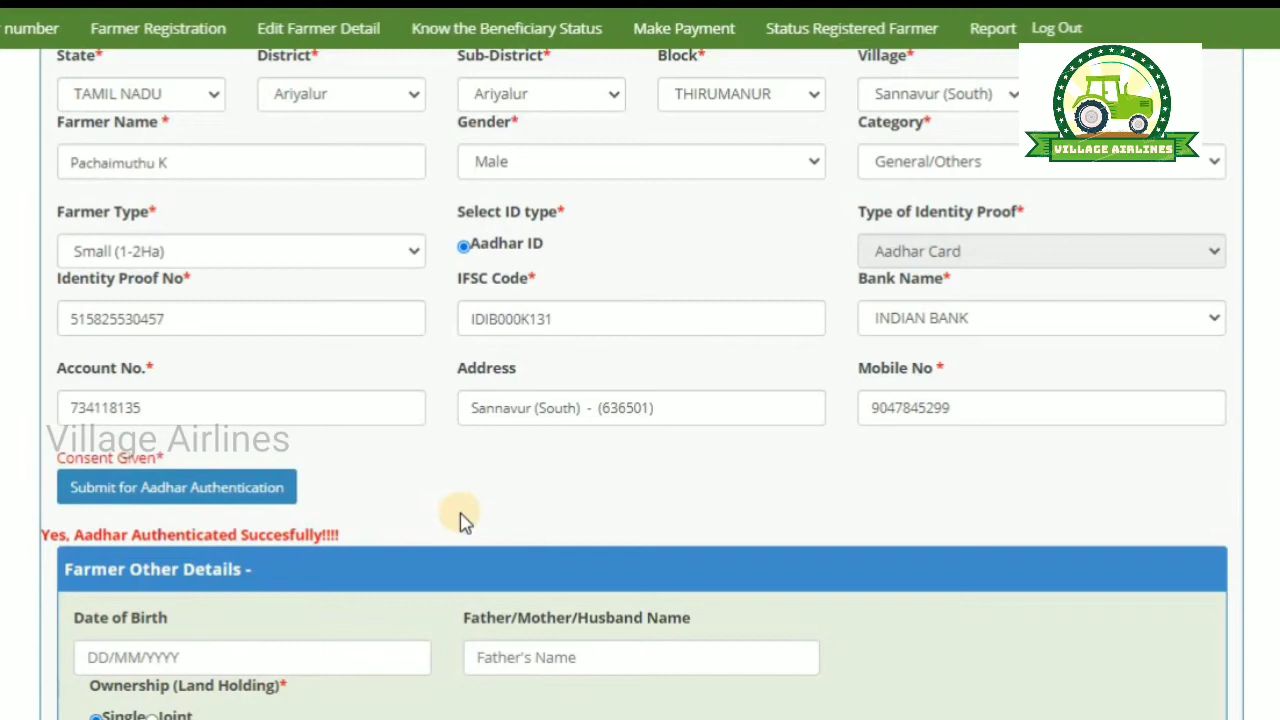 number Farmer Registration Edit Farmer Detail Know the Beneficiary Status Make Payment Status Registered Farmer Report Log Out
State* District* Sub-District* Block* Village*
TAMIL NADU Ariyalur Ariyalur THIRUMANUR Sannavur (South)
VILLAGE AIRLINES
Farmer Name * Gender* Category*
Pachaimuthu K Male General/Others
Farmer Type* Select ID type* Type of Identity Proof*
Small (1-2Ha) Aadhar ID Aadhar Card
Identity Proof No* IFSC Code* Bank Name*
515825530457 IDIB000K131 INDIAN BANK
Account No.* Address Mobile No *
734118135 Sannavur (South) - (636501) 9047845299
Village Airlines
Consent Given*
Submit for Aadhar Authentication
Yes, Aadhar Authenticated Succesfully!!!!
Farmer Other Details -
Date of Birth Father/Mother/Husband Name
DD/MM/YYYY Father's Name
Ownership (Land Holding)*
Single Joint